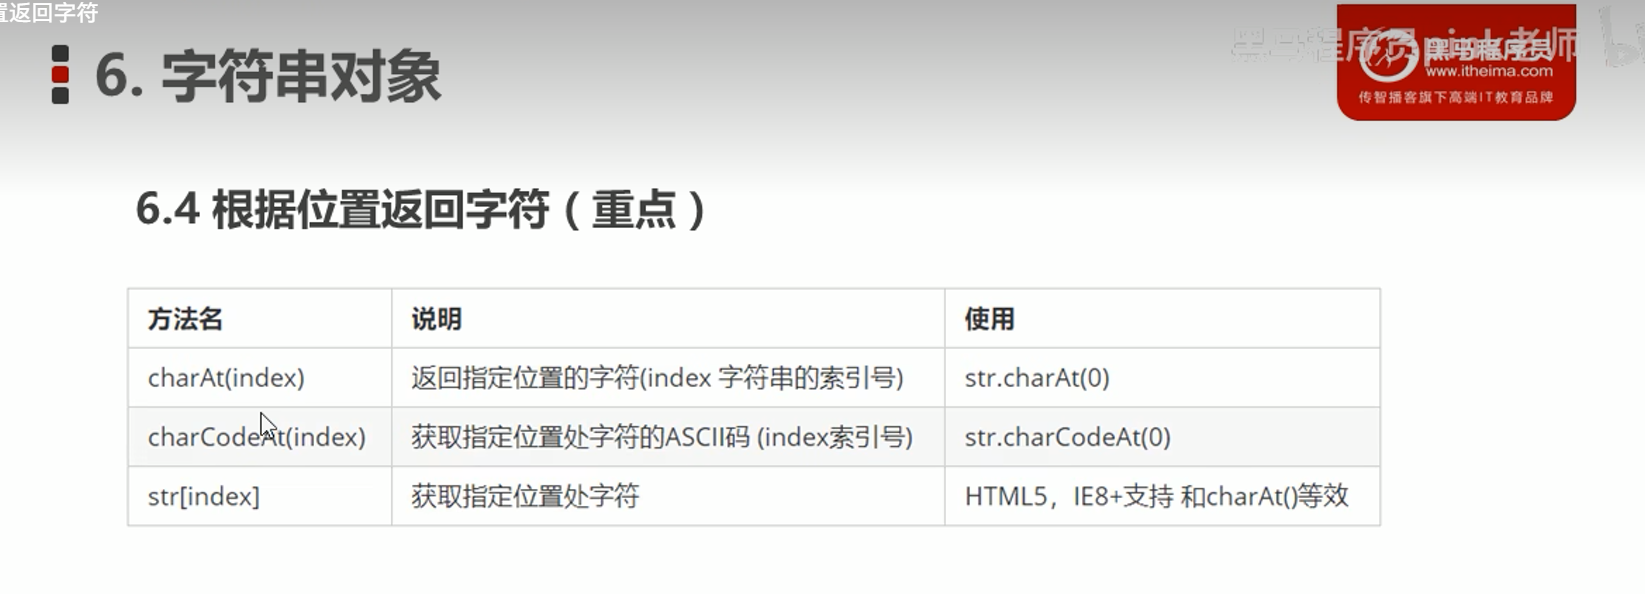 置返回字符
6. 字符串对象
黑马程序员pink老师
黑马程序员
www.itheima.com
传智播客旗下高端IT教育品牌
6.4 根据位置返回字符（重点）
方法名 说明 使用
charAt(index) 返回指定位置的字符(index 字符串的索引号) str.charAt(0)
charCodeAt(index) 获取指定位置处字符的ASCII码 (index索引号) str.charCodeAt(0)
str[index] 获取指定位置处字符 HTML5，IE8+支持 和charAt()等效